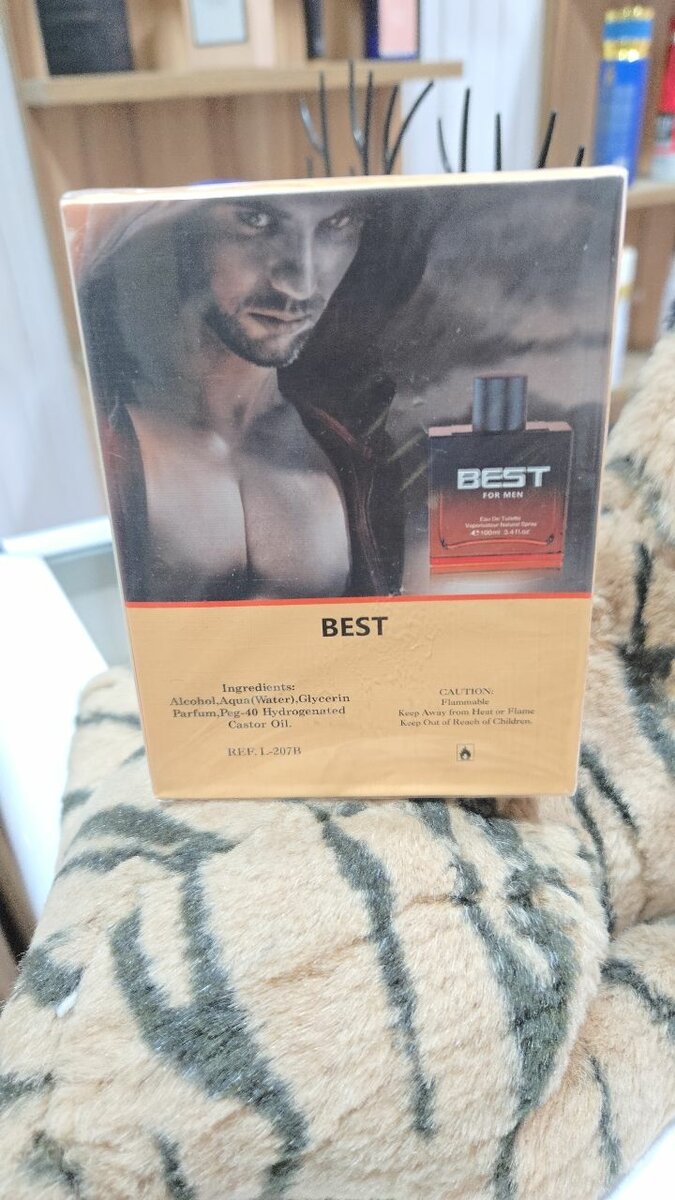 BEST
FOR MEN
Eau De Toilette
Vaporisateur Natural Spray
100ml 3.4fl.oz
BEST
Ingredients:
Alcohol,Aqua(Water),Glycerin
Parfum,Peg-40 Hydrogenated
Castor Oil.
REF. L-207B
CAUTION:
Flammable
Keep Away from Heat or Flame
Keep Out of Reach of Children.